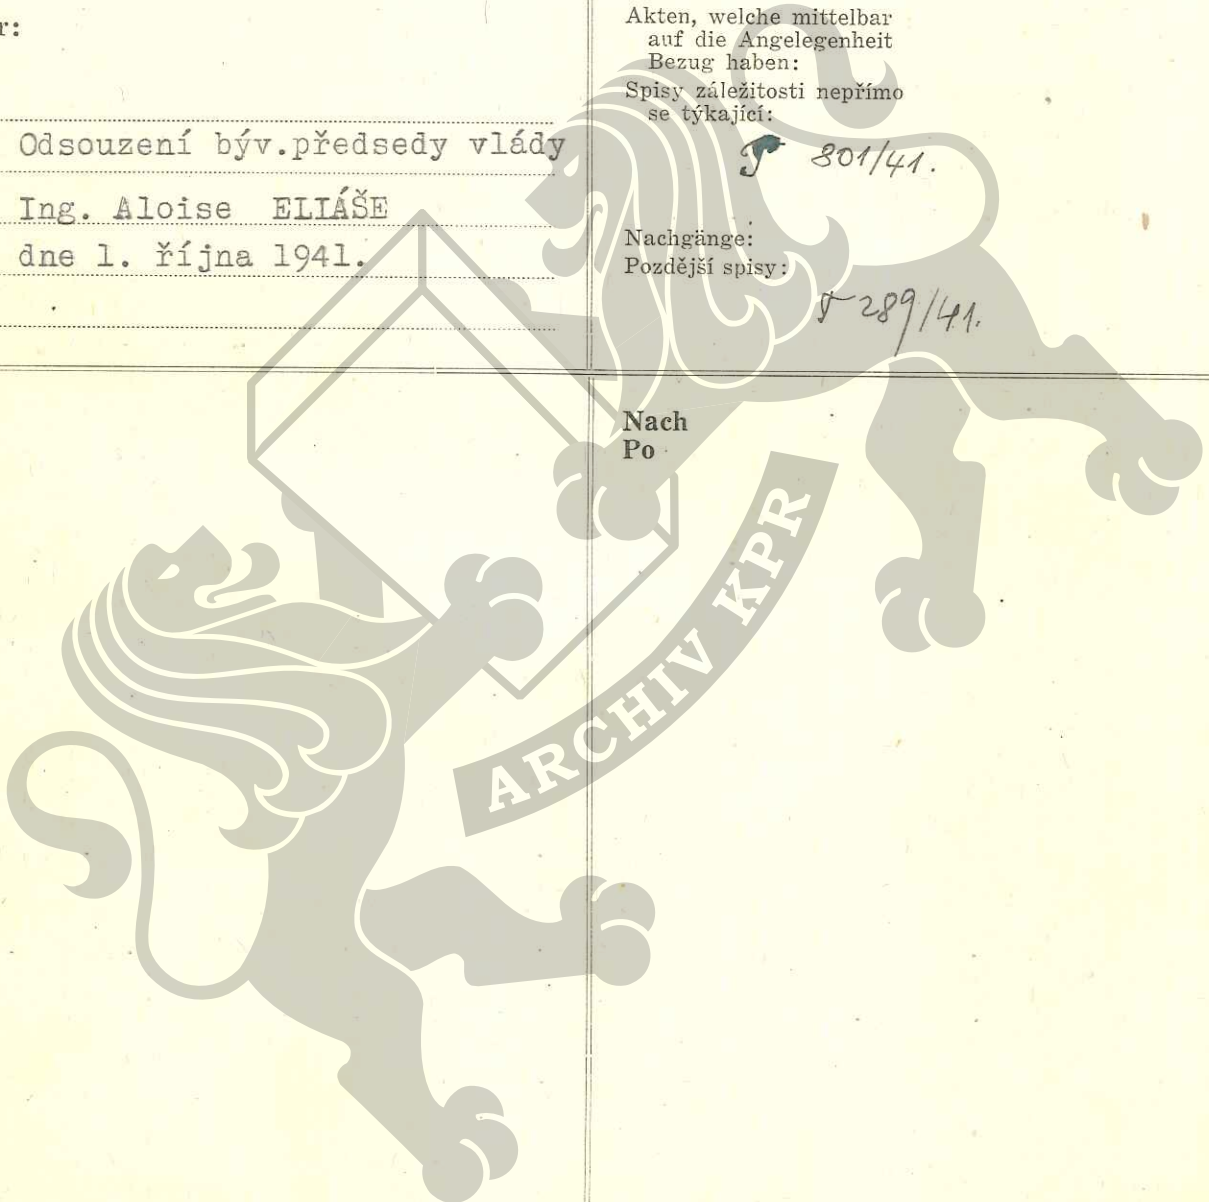 r:
Odsouzení býv.předsedy vlády
Ing. Aloise ELIÁŠE
dne 1. října 1941.
Akten, welche mittelbar
auf die Angelegenheit
Bezug haben:
Spisy záležitosti nepřímo
se týkající:
801/41.
Nachgänge:
Pozdější spisy:
289/41.
Nach
Po
ARCHIV KPR